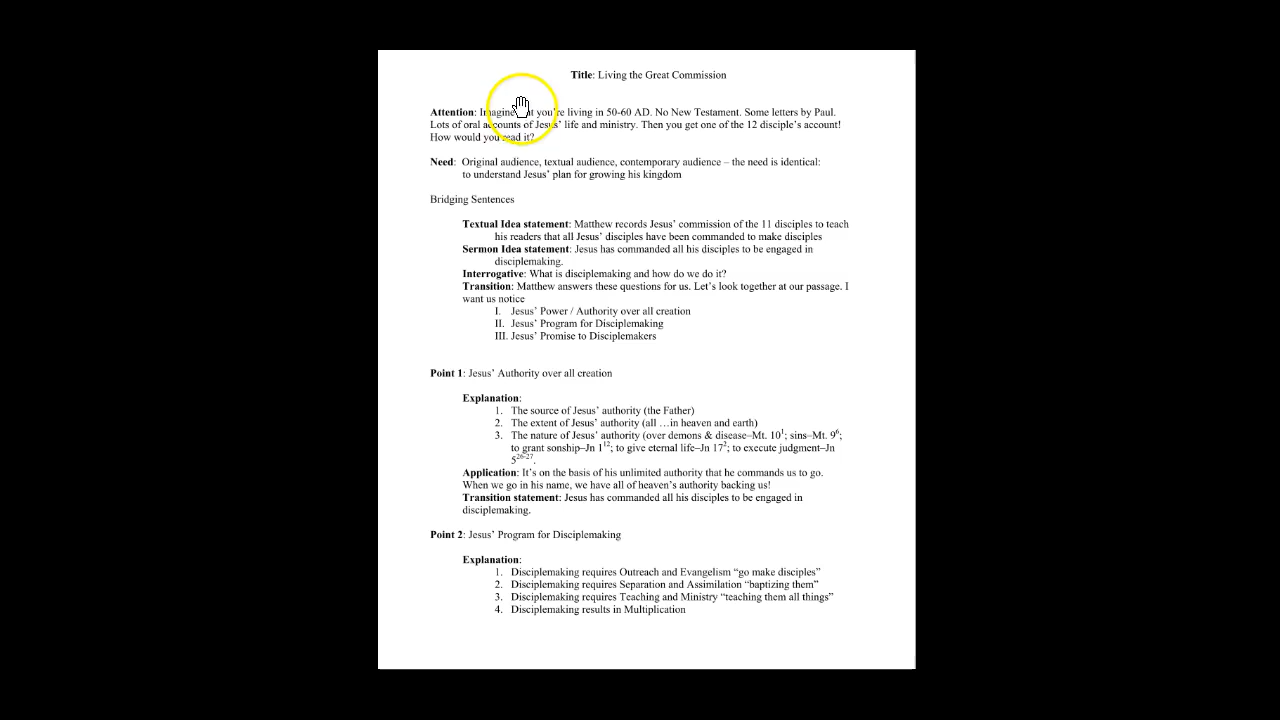 Title: Living the Great Commission
Attention: Imagine that you're living in 50-60 AD. No New Testament. Some letters by Paul.
Lots of oral accounts of Jesus' life and ministry. Then you get one of the 12 disciple's account!
How would you read it?
Need: Original audience, textual audience, contemporary audience – the need is identical:
to understand Jesus' plan for growing his kingdom
Bridging Sentences
Textual Idea statement: Matthew records Jesus' commission of the 11 disciples to teach
his readers that all Jesus' disciples have been commanded to make disciples
Sermon Idea statement: Jesus has commanded all his disciples to be engaged in
disciplemaking.
Interrogative: What is disciplemaking and how do we do it?
Transition: Matthew answers these questions for us. Let's look together at our passage. I
want us notice
I. Jesus' Power / Authority over all creation
II. Jesus' Program for Disciplemaking
III. Jesus' Promise to Disciplemakers
Point 1: Jesus' Authority over all creation
Explanation:
1. The source of Jesus' authority (the Father)
2. The extent of Jesus' authority (all …in heaven and earth)
3. The nature of Jesus' authority (over demons & disease–Mt. 10¹; sins–Mt. 9⁶;
to grant sonship–Jn 1¹²; to give eternal life–Jn 17²; to execute judgment–Jn
5²⁶⁻²⁷.
Application: It's on the basis of his unlimited authority that he commands us to go.
When we go in his name, we have all of heaven's authority backing us!
Transition statement: Jesus has commanded all his disciples to be engaged in
disciplemaking.
Point 2: Jesus' Program for Disciplemaking
Explanation:
1. Disciplemaking requires Outreach and Evangelism “go make disciples”
2. Disciplemaking requires Separation and Assimilation “baptizing them”
3. Disciplemaking requires Teaching and Ministry “teaching them all things”
4. Disciplemaking results in Multiplication